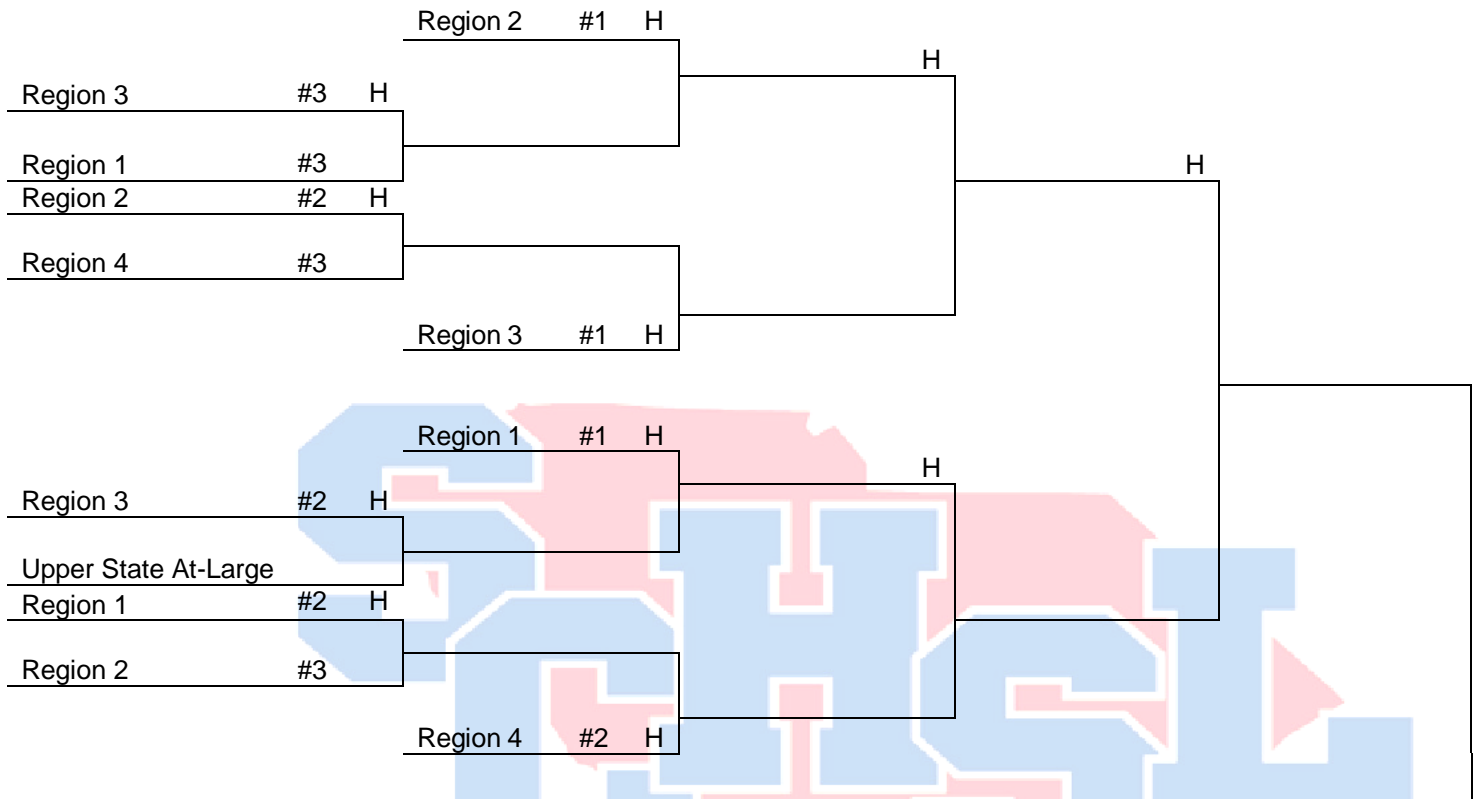 Region 2 #1 H
H
Region 3 #3 H
Region 1 #3
H
Region 2 #2 H
Region 4 #3
Region 3 #1 H
Region 1 #1 H
H
Region 3 #2 H
Upper State At-Large
Region 1 #2 H
Region 2 #3
Region 4 #2 H
SCHSL